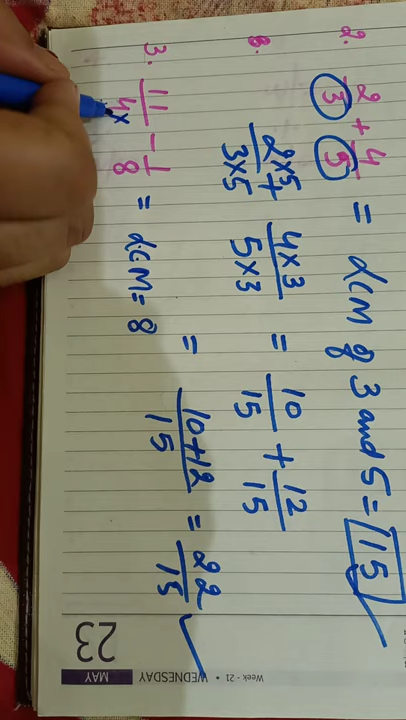 2. 2/3 + 4/5 = LCM of 3 and 5 = 15
B. 2×5/3×5 + 4×3/5×3 = 10/15 + 12/15
= 10+12/15 = 22/15
3. 11/4× - 1/8 = LCM = 8
Week - 21 • WEDNESDAY MAY
23